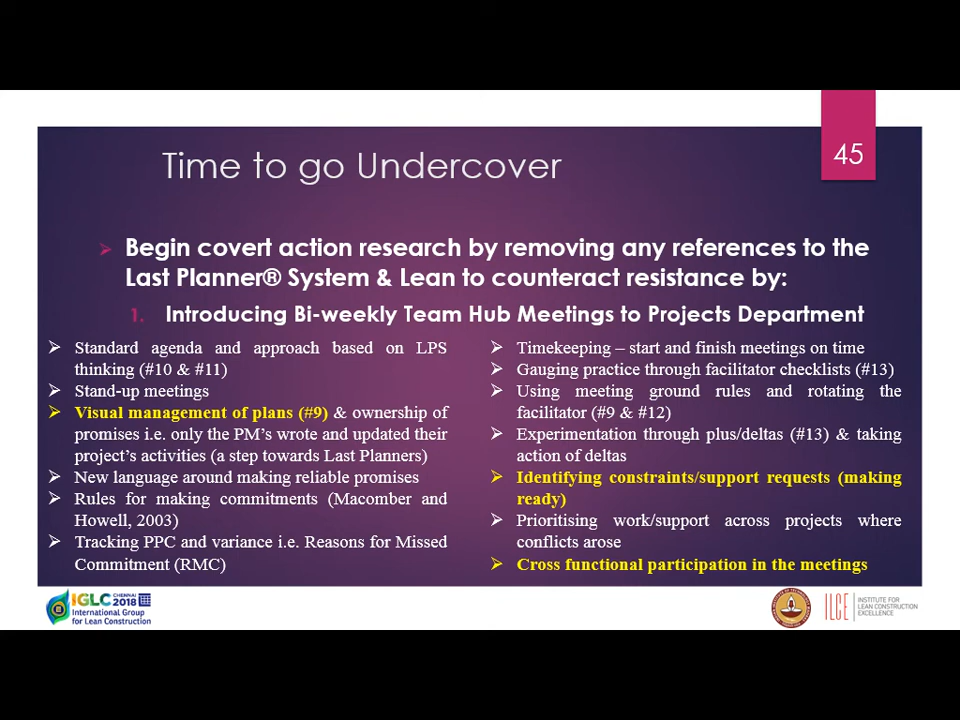 45
Time to go Undercover
Begin covert action research by removing any references to the
Last Planner® System & Lean to counteract resistance by:
1. Introducing Bi-weekly Team Hub Meetings to Projects Department
Standard agenda and approach based on LPS
thinking (#10 & #11)
Stand-up meetings
Visual management of plans (#9) & ownership of
promises i.e. only the PM's wrote and updated their
project's activities (a step towards Last Planners)
New language around making reliable promises
Rules for making commitments (Macomber and
Howell, 2003)
Tracking PPC and variance i.e. Reasons for Missed
Commitment (RMC)
Timekeeping – start and finish meetings on time
Gauging practice through facilitator checklists (#13)
Using meeting ground rules and rotating the
facilitator (#9 & #12)
Experimentation through plus/deltas (#13) & taking
action of deltas
Identifying constraints/support requests (making
ready)
Prioritising work/support across projects where
conflicts arose
Cross functional participation in the meetings
IGLC CHENNAI 2018
International Group
for Lean Construction
ILCE
INSTITUTE FOR
LEAN CONSTRUCTION
EXCELLENCE